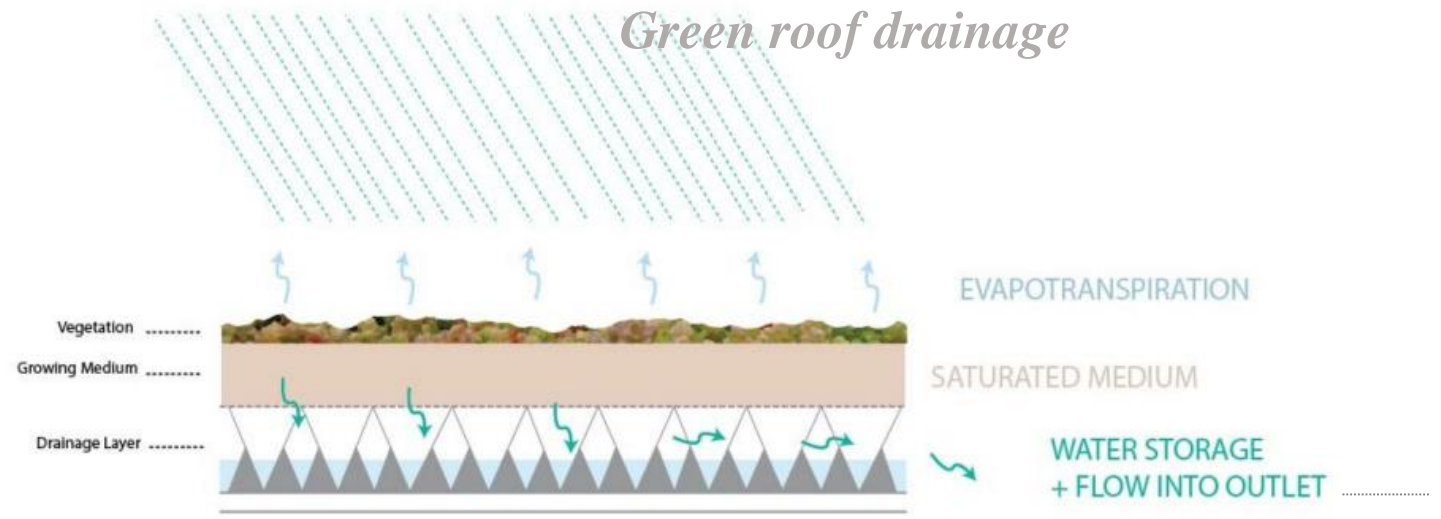 Green roof drainage
EVAPOTRANSPIRATION
Vegetation
Growing Medium
SATURATED MEDIUM
Drainage Layer
WATER STORAGE
+ FLOW INTO OUTLET